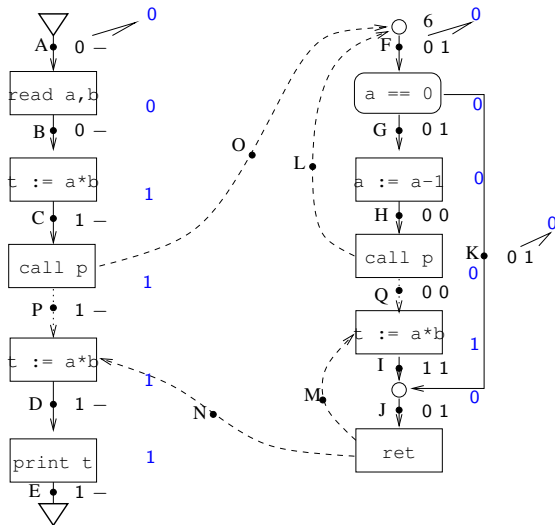 A 0 – 0
read a,b
0
B 0 –
t := a*b
1
C 1 –
call p
1
P 1 –
t := a*b
1
D 1 –
1
print t
E 1 –
O
L
N
M
6
F 0 1 0
a == 0
0
G 0 1
a := a-1
0
H 0 0
call p
0
K 0 1 0
Q 0 0
t := a*b
1
I 1 1
0
J 0 1
ret